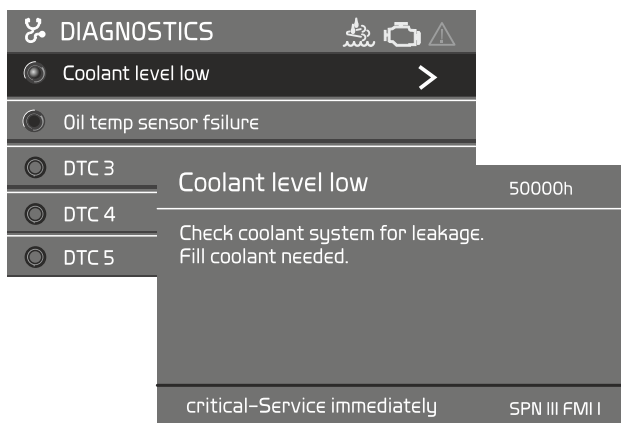 DIAGNOSTICS
Coolant level low
Oil temp sensor fsilure
DTC 3
DTC 4
DTC 5
Coolant level low
50000h
Check coolant system for leakage.
Fill coolant needed.
critical-Service immediately
SPN III FMI I